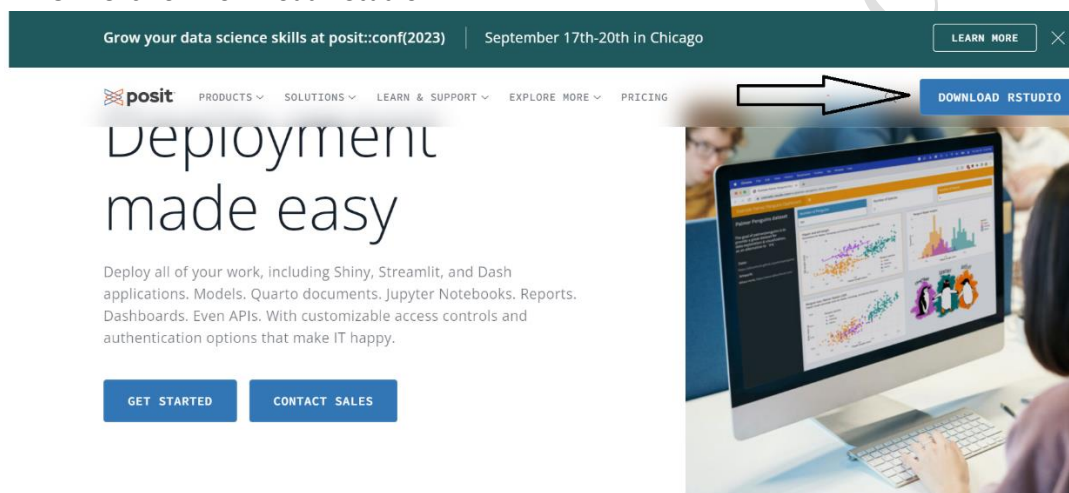 Grow your data science skills at posit::conf(2023) September 17th-20th in Chicago
LEARN MORE
posit PRODUCTS SOLUTIONS LEARN & SUPPORT EXPLORE MORE PRICING
DOWNLOAD RSTUDIO
Deployment
made easy
Deploy all of your work, including Shiny, Streamlit, and Dash
applications. Models. Quarto documents. Jupyter Notebooks. Reports.
Dashboards. Even APIs. With customizable access controls and
authentication options that make IT happy.
GET STARTED
CONTACT SALES